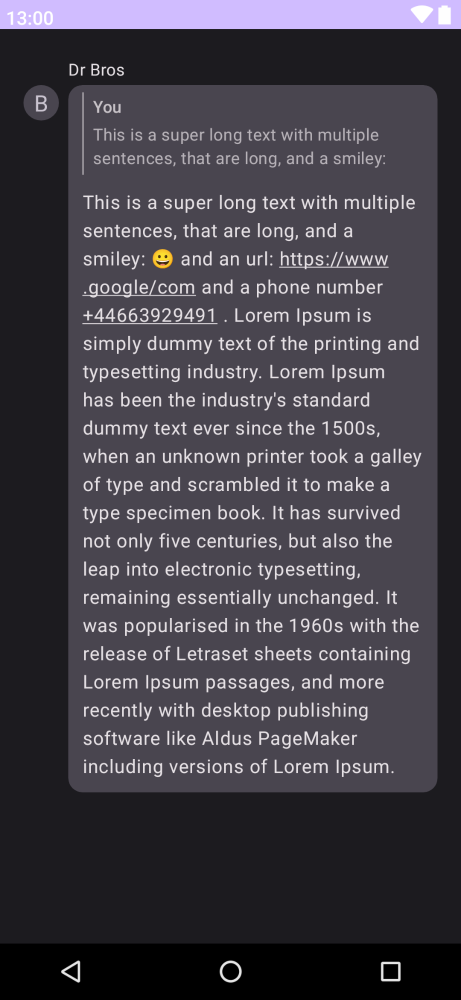 13:00
Dr Bros
B
You
This is a super long text with multiple
sentences, that are long, and a smiley:
This is a super long text with multiple
sentences, that are long, and a
smiley: 😀 and an url: https://www
.google/com and a phone number
+44663929491 . Lorem Ipsum is
simply dummy text of the printing and
typesetting industry. Lorem Ipsum
has been the industry's standard
dummy text ever since the 1500s,
when an unknown printer took a galley
of type and scrambled it to make a
type specimen book. It has survived
not only five centuries, but also the
leap into electronic typesetting,
remaining essentially unchanged. It
was popularised in the 1960s with the
release of Letraset sheets containing
Lorem Ipsum passages, and more
recently with desktop publishing
software like Aldus PageMaker
including versions of Lorem Ipsum.